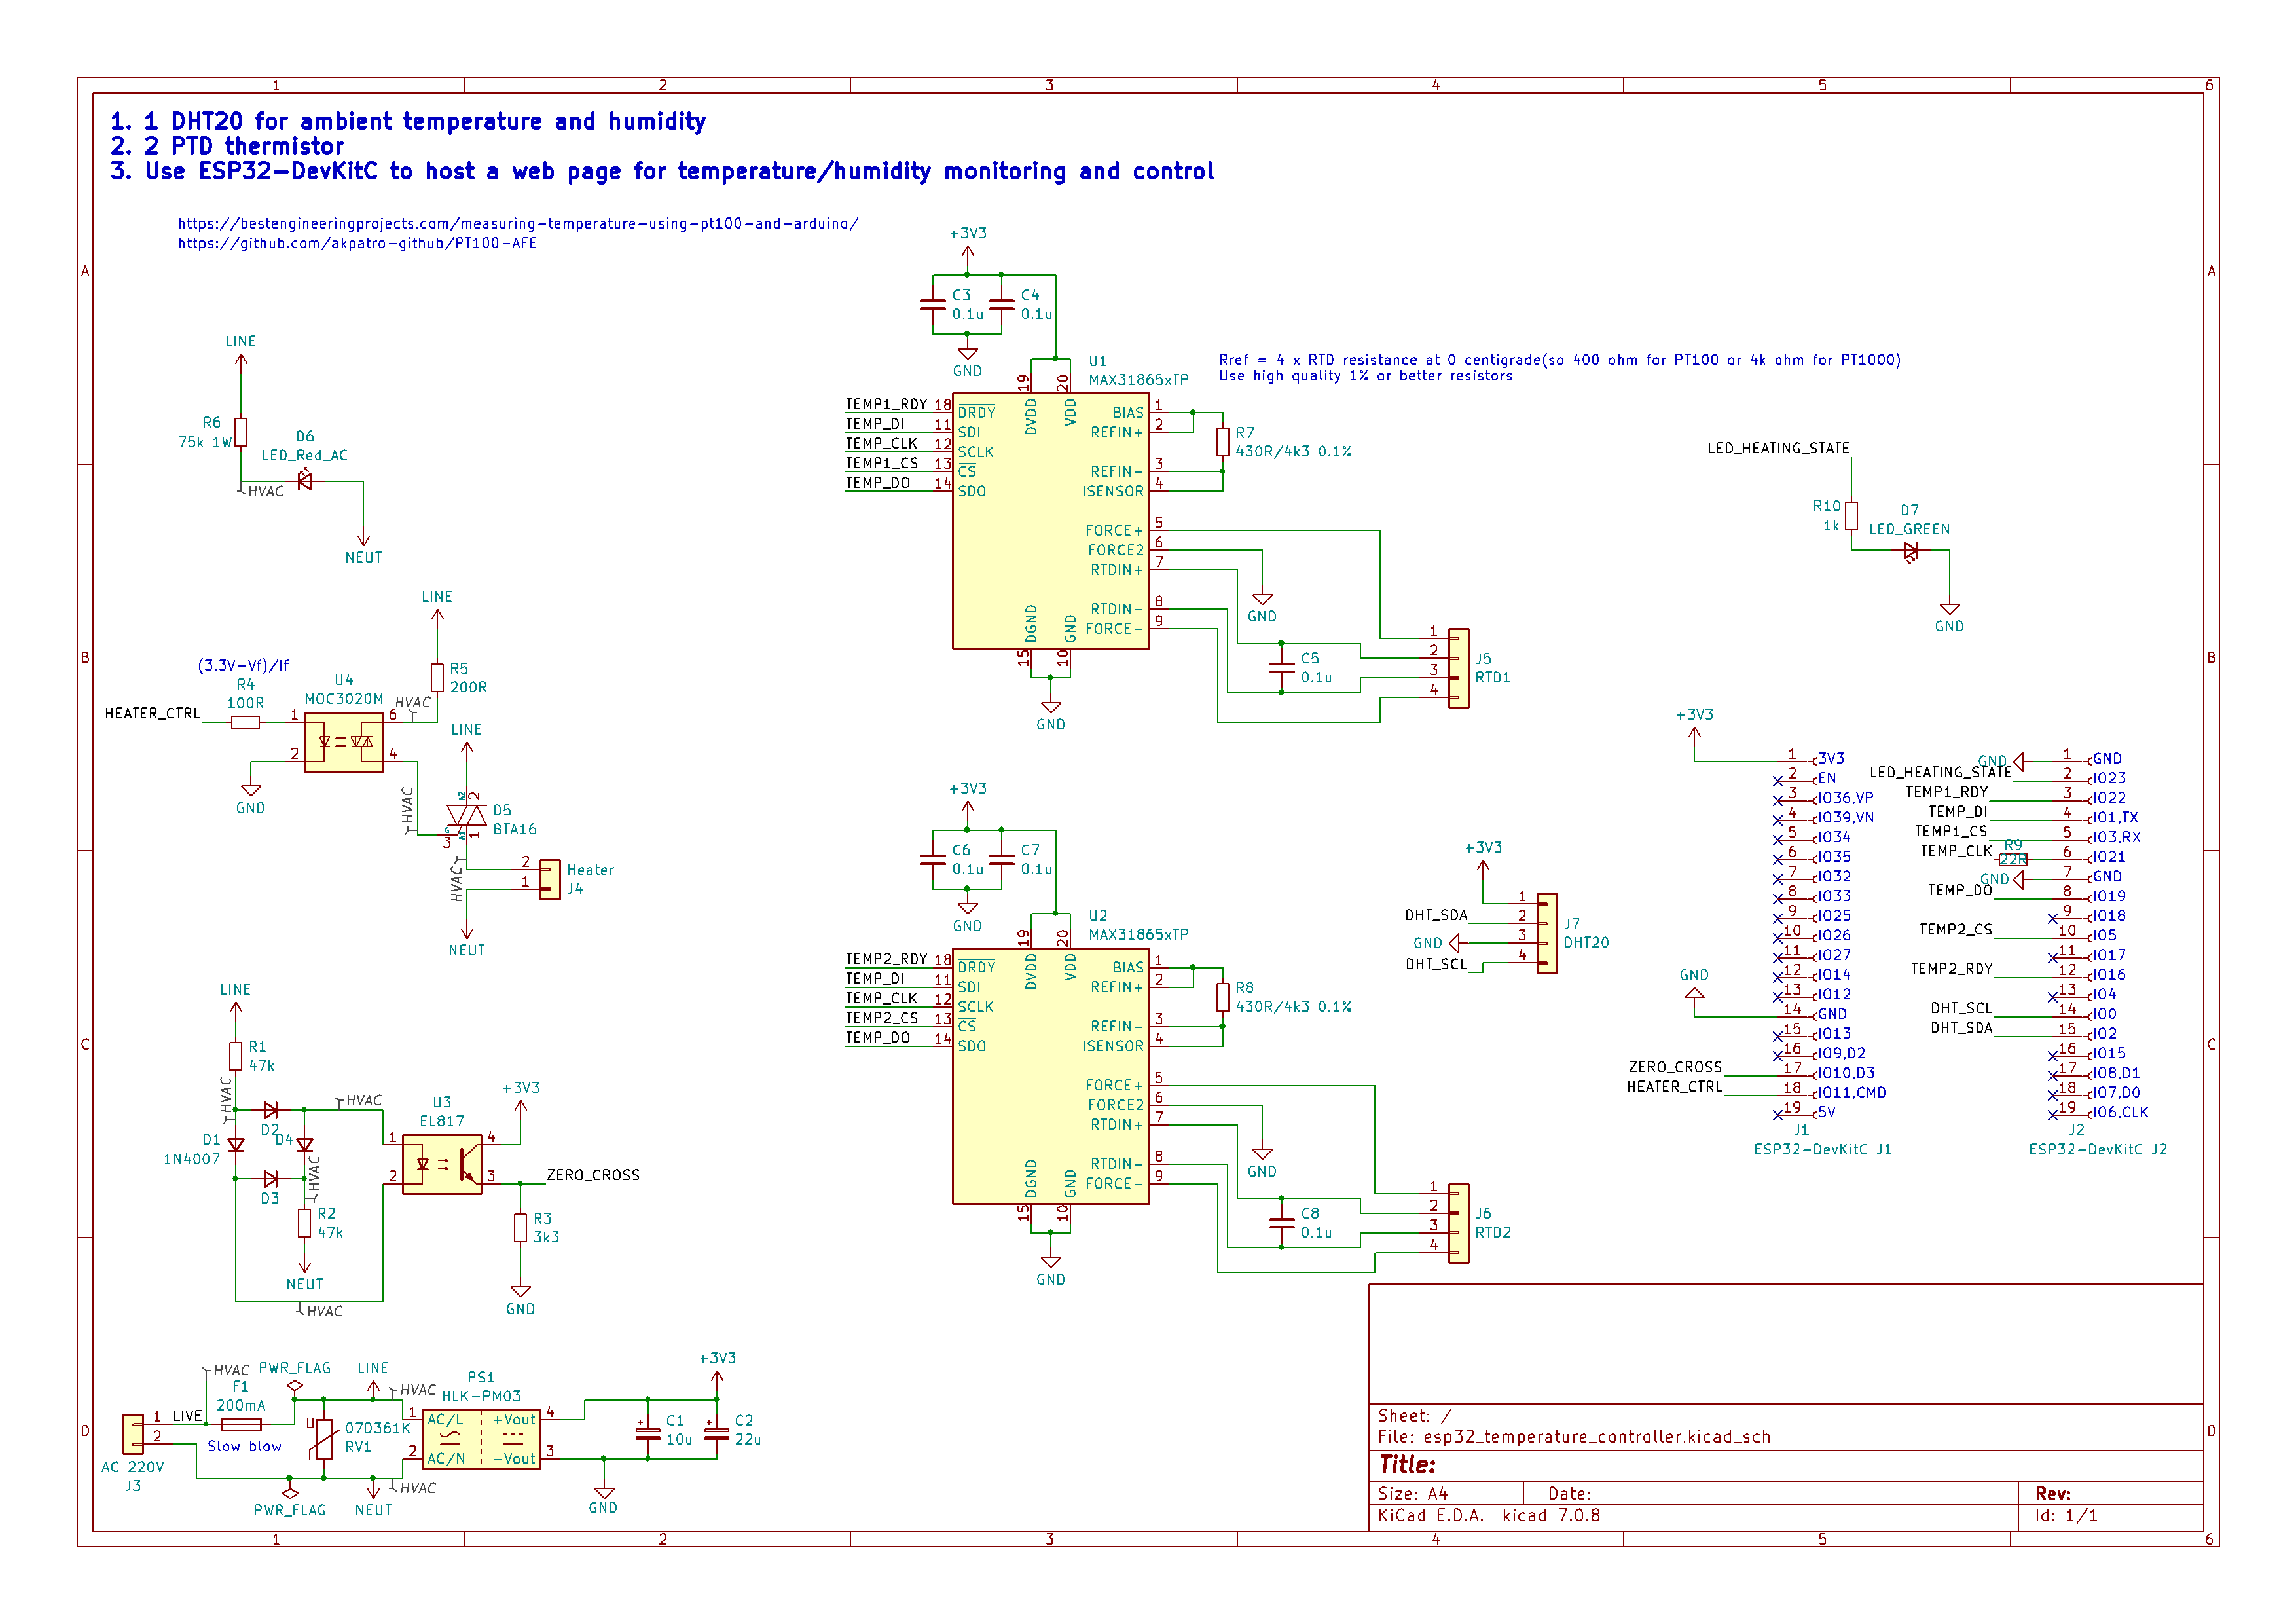 1. 1 DHT20 for ambient temperature and humidity
2. 2 PTD thermistor
3. Use ESP32-DevKitC to host a web page for temperature/humidity monitoring and control
https://bestengineeringprojects.com/measuring-temperature-using-pt100-and-arduino/
https://github.com/akpatro-github/PT100-AFE
LINE
R6
75k 1W
D6
LED_Red_AC
HVAC
NEUT
LINE
R5
200R
HVAC
(3.3V-Vf)/If
R4
100R
U4
MOC3020M
HEATER_CTRL
1
2
6
4
GND
HVAC
LINE
A2
2
D5
BTA16
G
3
A1
1
HVAC
2
1
Heater
J4
NEUT
LINE
R1
47k
HVAC
HVAC
D2
D4
D1
1N4007
D3
HVAC
R2
47k
NEUT
HVAC
U3
EL817
1
2
4
3
+3V3
ZERO_CROSS
R3
3k3
GND
HVAC
PWR_FLAG
LINE
F1
200mA
LIVE
1
2
Slow blow
AC 220V
J3
U
07D361K
RV1
HVAC
HVAC
PWR_FLAG
NEUT
PS1
HLK-PM03
1
AC/L
+Vout
4
2
AC/N
-Vout
3
C1
10u
C2
22u
+3V3
GND
+3V3
C3
0.1u
C4
0.1u
GND
U1
MAX31865xTP
Rref = 4 x RTD resistance at 0 centigrade(so 400 ohm for PT100 or 4k ohm for PT1000)
Use high quality 1% or better resistors
19
20
DVDD
VDD
TEMP1_RDY 18 DRDY
TEMP_DI 11 SDI
TEMP_CLK 12 SCLK
TEMP1_CS 13 CS
TEMP_DO 14 SDO
BIAS 1
REFIN+ 2
REFIN- 3
ISENSOR 4
FORCE+ 5
FORCE2 6
RTDIN+ 7
RTDIN- 8
FORCE- 9
DGND
GND
15
10
GND
R7
430R/4k3 0.1%
GND
C5
0.1u
1
2
3
4
J5
RTD1
+3V3
C6
0.1u
C7
0.1u
GND
U2
MAX31865xTP
19
20
DVDD
VDD
TEMP2_RDY 18 DRDY
TEMP_DI 11 SDI
TEMP_CLK 12 SCLK
TEMP2_CS 13 CS
TEMP_DO 14 SDO
BIAS 1
REFIN+ 2
REFIN- 3
ISENSOR 4
FORCE+ 5
FORCE2 6
RTDIN+ 7
RTDIN- 8
FORCE- 9
DGND
GND
15
10
GND
R8
430R/4k3 0.1%
GND
C8
0.1u
1
2
3
4
J6
RTD2
+3V3
DHT_SDA
GND
DHT_SCL
1
2
3
4
J7
DHT20
LED_HEATING_STATE
R10
1k
D7
LED_GREEN
GND
+3V3
1 3V3
2 EN
3 IO36,VP
4 IO39,VN
5 IO34
6 IO35
7 IO32
8 IO33
9 IO25
10 IO26
11 IO27
12 IO14
13 IO12
GND
14 GND
15 IO13
16 IO9,D2
ZERO_CROSS 17 IO10,D3
HEATER_CTRL 18 IO11,CMD
19 5V
J1
ESP32-DevKitC J1
GND 1 GND
LED_HEATING_STATE 2 IO23
TEMP1_RDY 3 IO22
TEMP_DI 4 IO1,TX
TEMP1_CS 5 IO3,RX
R9
TEMP_CLK 22R 6 IO21
GND 7 GND
TEMP_DO 8 IO19
9 IO18
TEMP2_CS 10 IO5
11 IO17
TEMP2_RDY 12 IO16
13 IO4
DHT_SCL 14 IO0
DHT_SDA 15 IO2
16 IO15
17 IO8,D1
18 IO7,D0
19 IO6,CLK
J2
ESP32-DevKitC J2
Sheet: /
File: esp32_temperature_controller.kicad_sch
Title:
Size: A4
Date:
Rev:
KiCad E.D.A. kicad 7.0.8
Id: 1/1
1
2
3
4
5
6
A
B
C
D
1
2
3
4
5
6
A
B
C
D